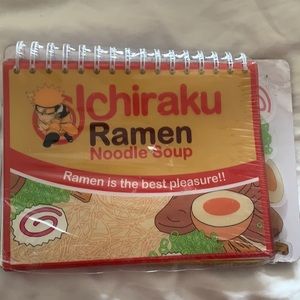 Ichiraku
Ramen
Noodle Soup
Ramen is the best pleasure!!